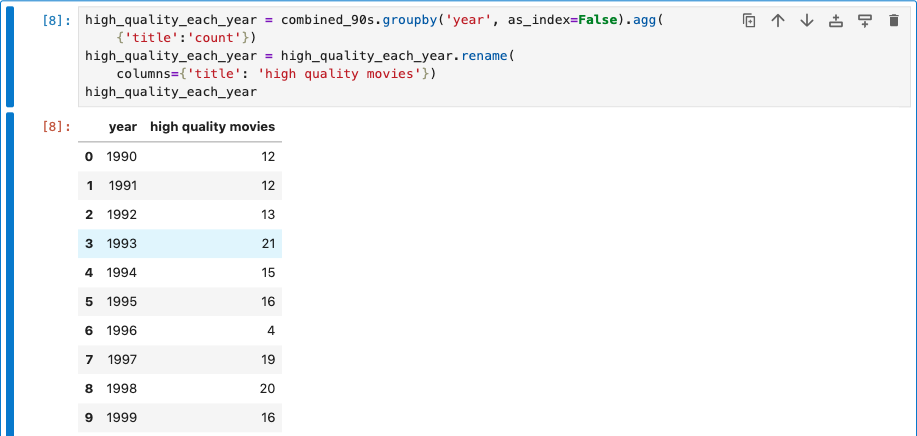 [8]: high_quality_each_year = combined_90s.groupby('year', as_index=False).agg(
    {'title':'count'})
high_quality_each_year = high_quality_each_year.rename(
    columns={'title': 'high quality movies'})
high_quality_each_year
[8]: year high quality movies
0 1990 12
1 1991 12
2 1992 13
3 1993 21
4 1994 15
5 1995 16
6 1996 4
7 1997 19
8 1998 20
9 1999 16